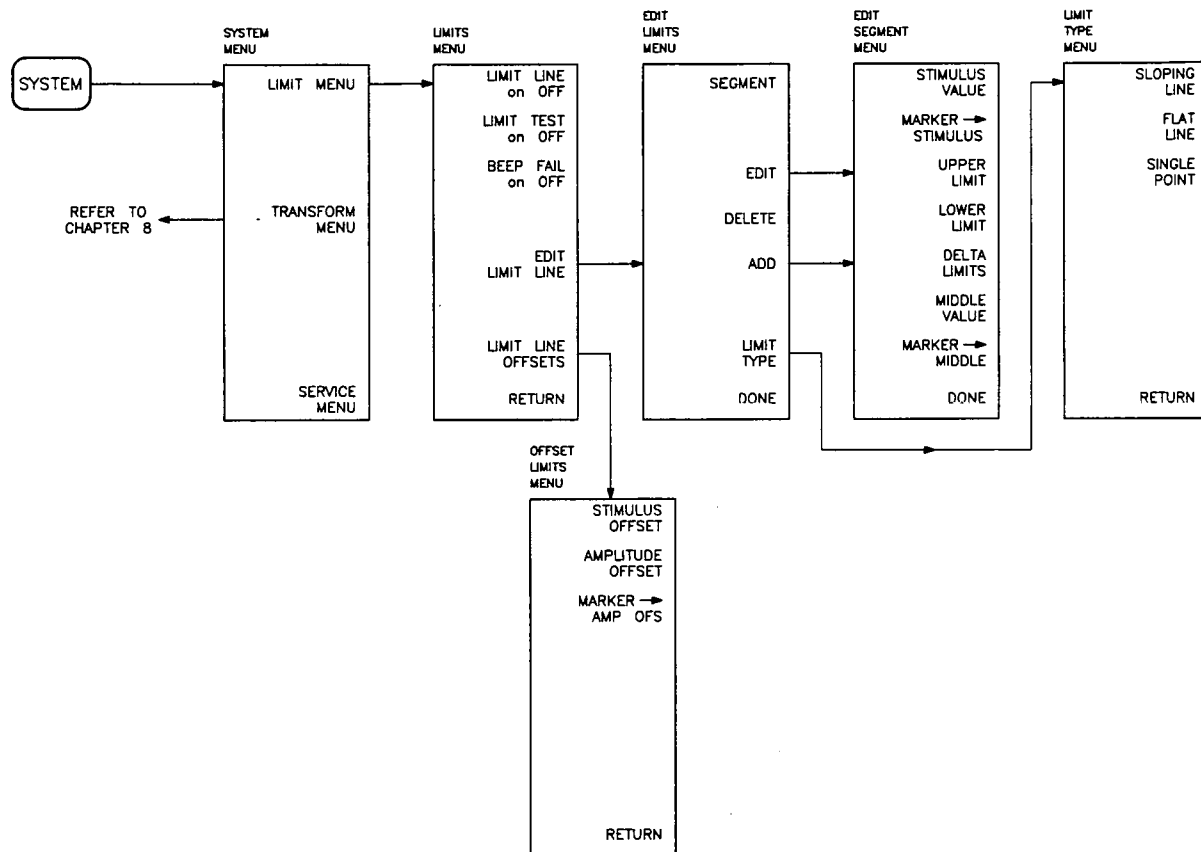 SYSTEM
SYSTEM
MENU
LIMIT MENU
REFER TO
CHAPTER 8
TRANSFORM
MENU
SERVICE
MENU
LIMITS
MENU
LIMIT LINE
on OFF
LIMIT TEST
on OFF
BEEP FAIL
on OFF
EDIT
LIMIT LINE
LIMIT LINE
OFFSETS
RETURN
EDIT
LIMITS
MENU
SEGMENT
EDIT
DELETE
ADD
LIMIT
TYPE
DONE
EDIT
SEGMENT
MENU
STIMULUS
VALUE
MARKER →
STIMULUS
UPPER
LIMIT
LOWER
LIMIT
DELTA
LIMITS
MIDDLE
VALUE
MARKER →
MIDDLE
DONE
LIMIT
TYPE
MENU
SLOPING
LINE
FLAT
LINE
SINGLE
POINT
RETURN
OFFSET
LIMITS
MENU
STIMULUS
OFFSET
AMPLITUDE
OFFSET
MARKER →
AMP OFS
RETURN